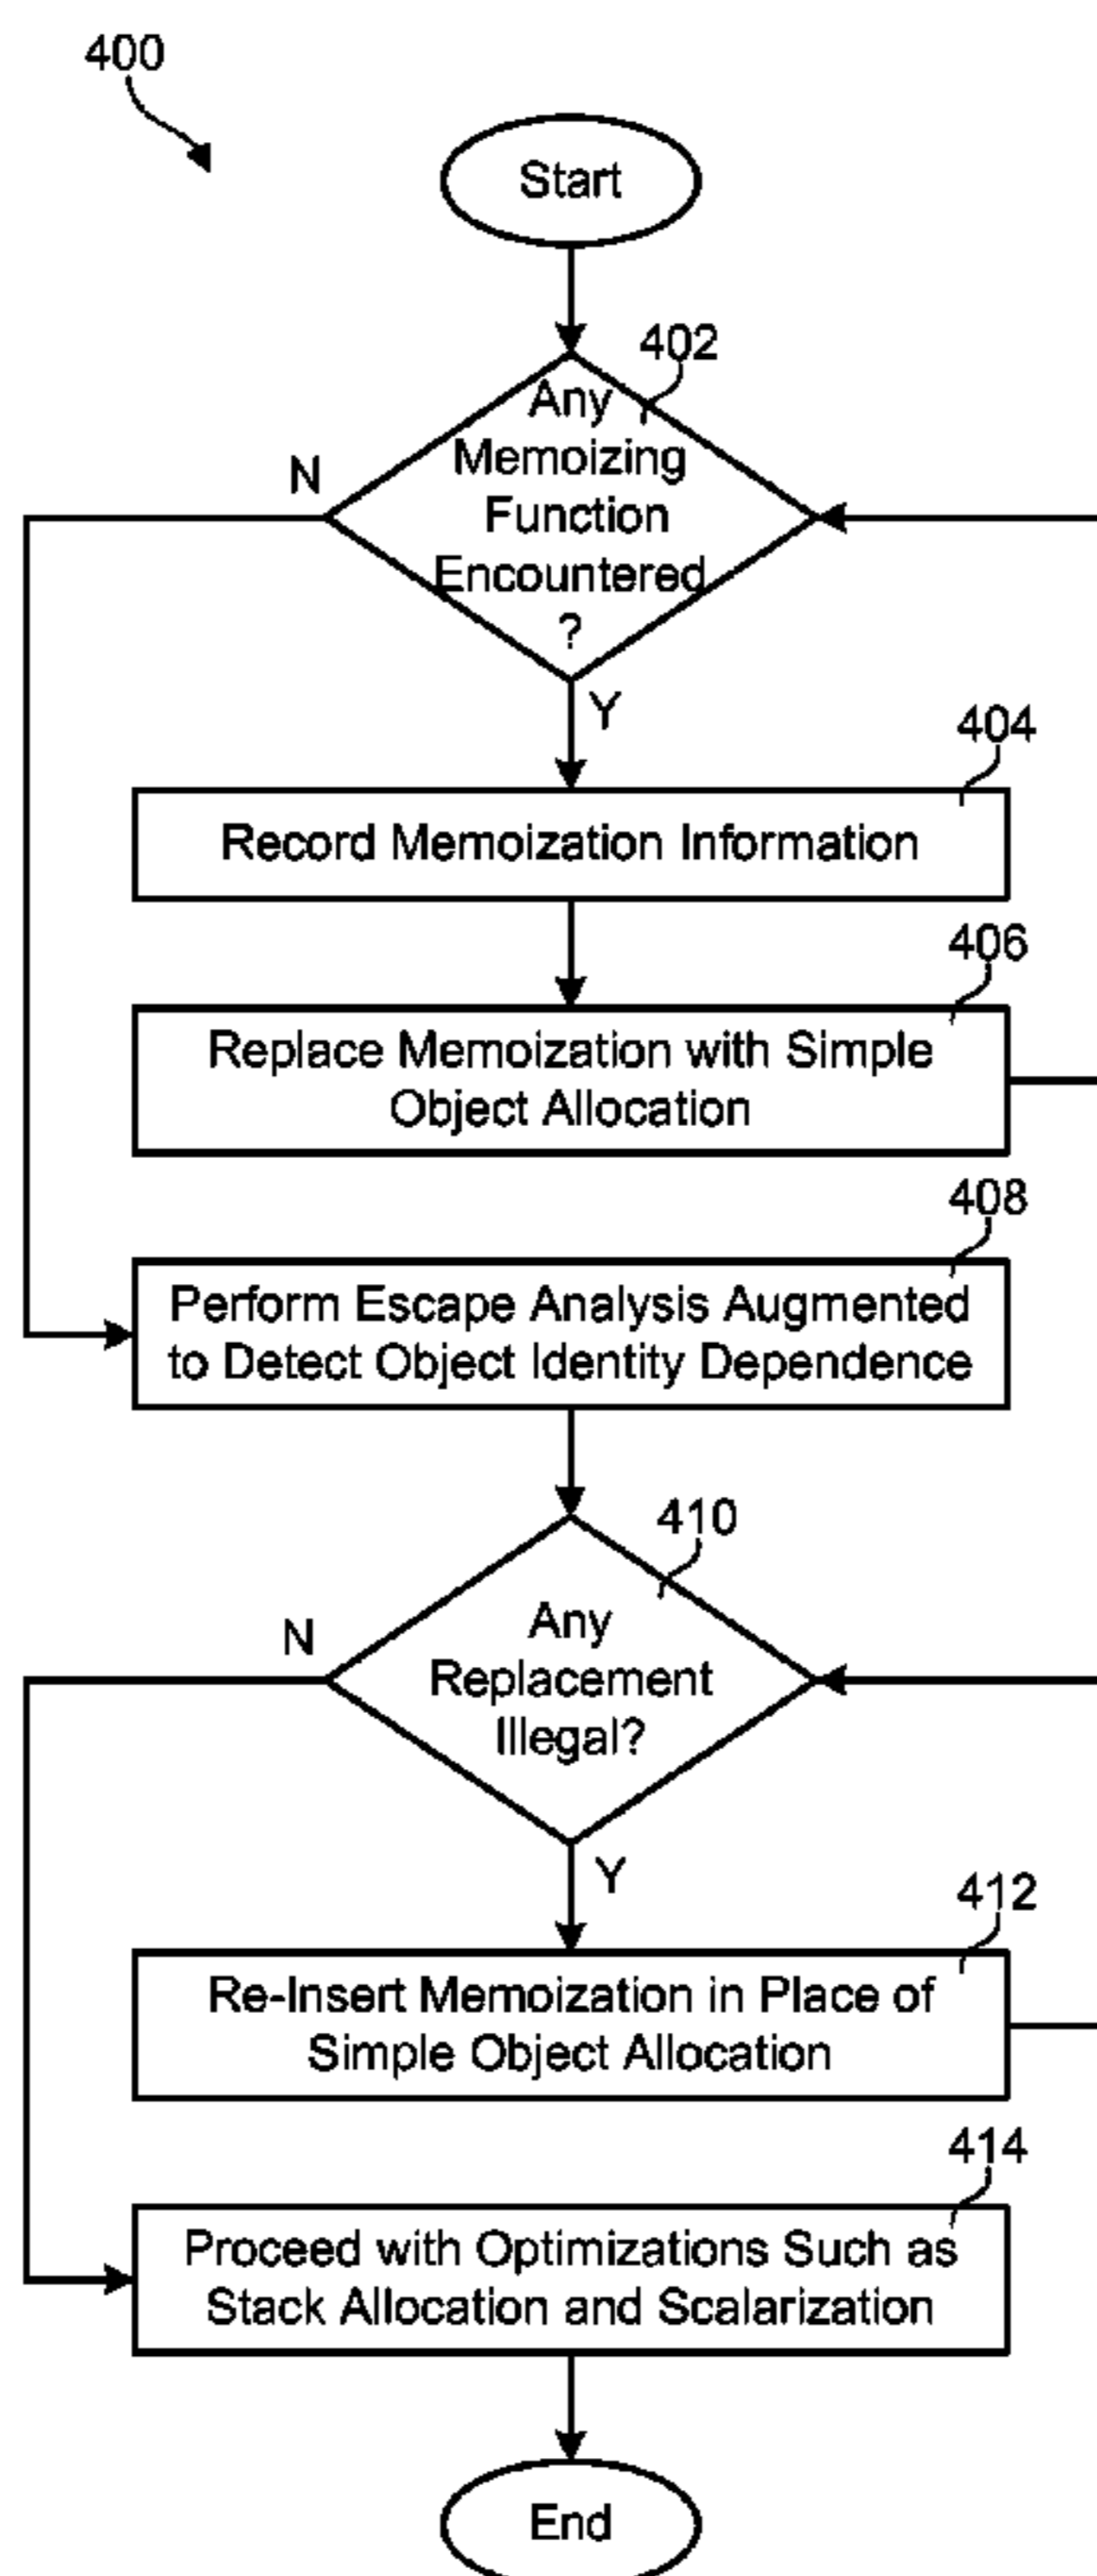 400
Start
402
Any
Memoizing
Function
Encountered
?
N
Y
404
Record Memoization Information
406
Replace Memoization with Simple
Object Allocation
408
Perform Escape Analysis Augmented
to Detect Object Identity Dependence
410
Any
Replacement
Illegal?
N
Y
412
Re-Insert Memoization in Place of
Simple Object Allocation
414
Proceed with Optimizations Such as
Stack Allocation and Scalarization
End